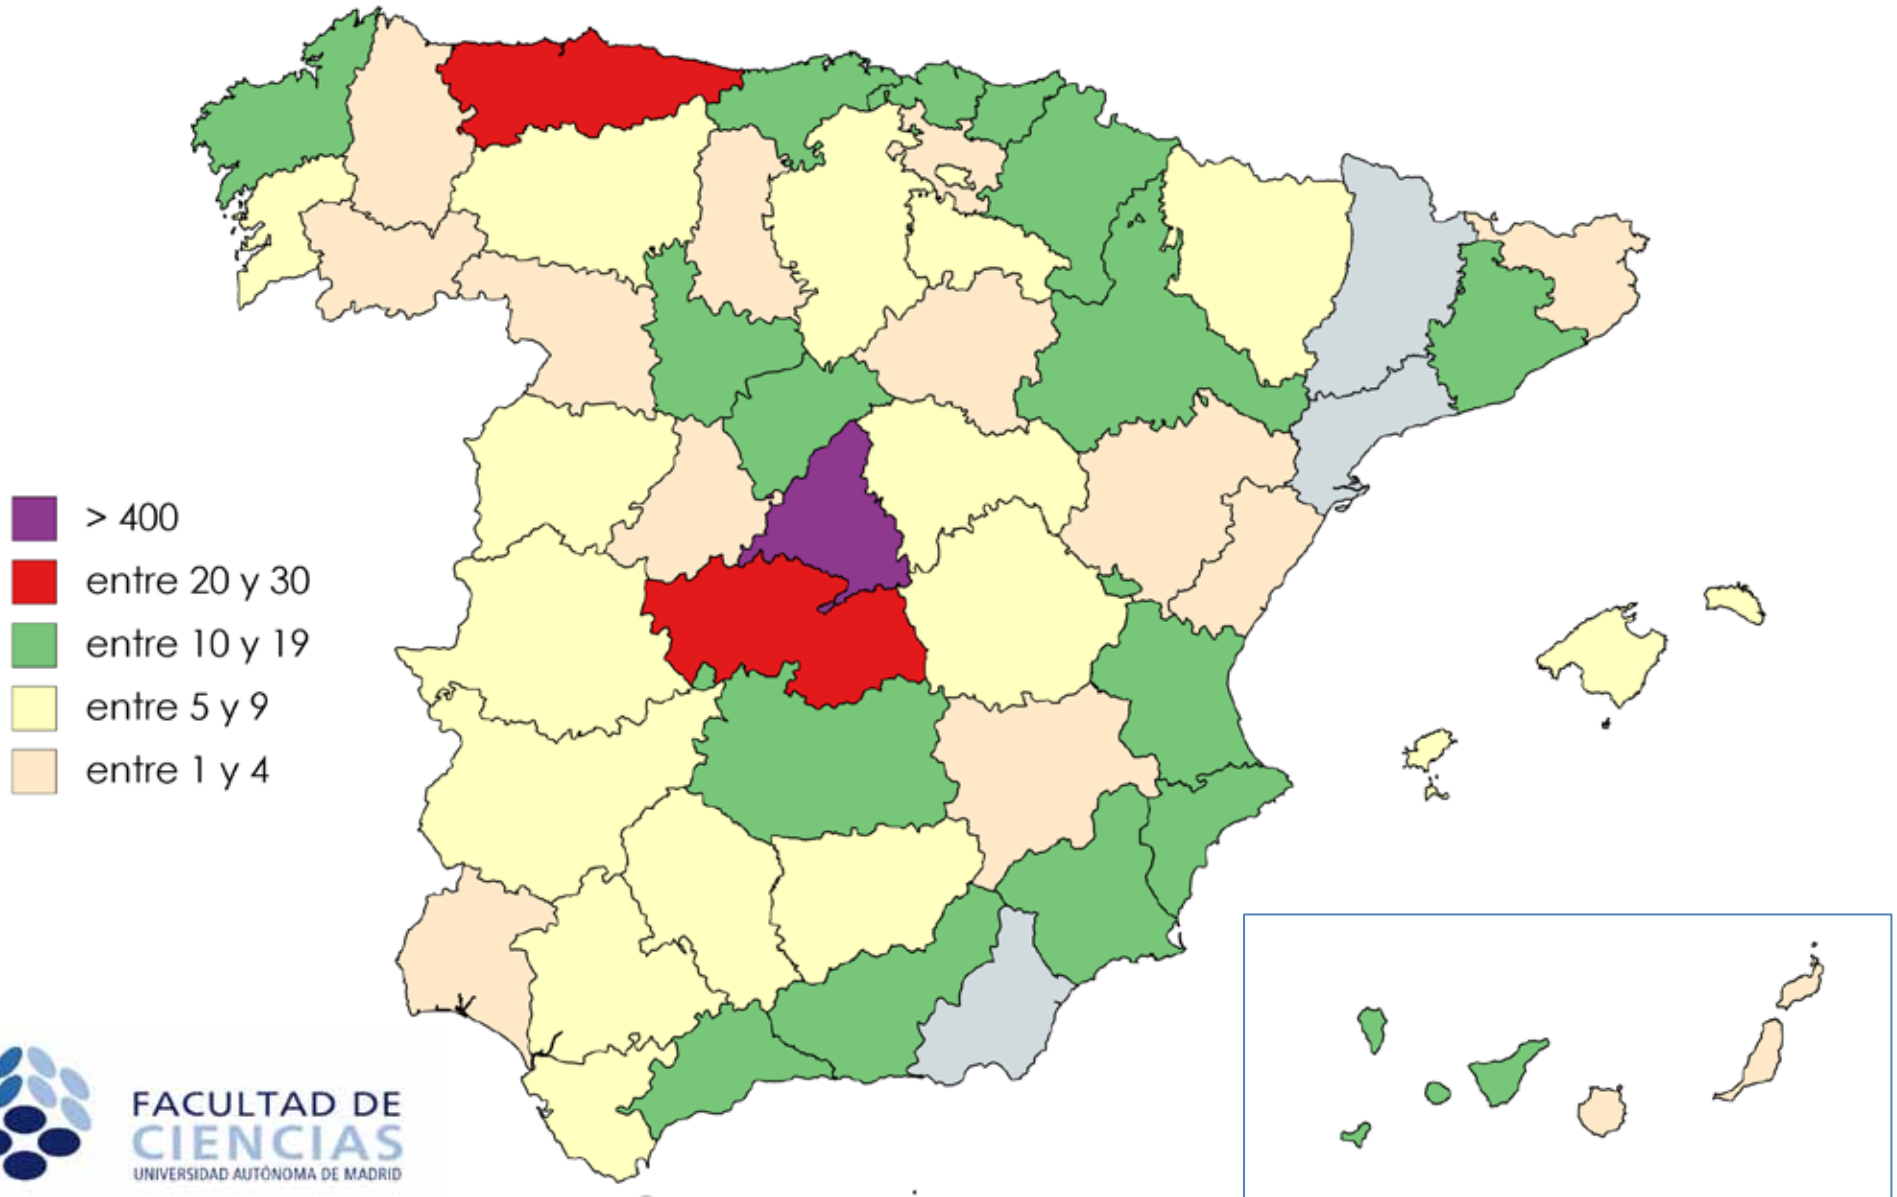 > 400
entre 20 y 30
entre 10 y 19
entre 5 y 9
entre 1 y 4
FACULTAD DE
CIENCIAS
UNIVERSIDAD AUTÓNOMA DE MADRID